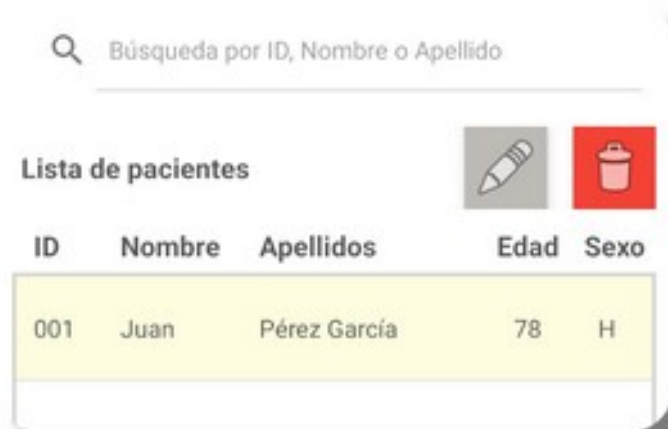 Búsqueda por ID, Nombre o Apellido
Lista de pacientes
ID Nombre Apellidos Edad Sexo
001 Juan Pérez García 78 H